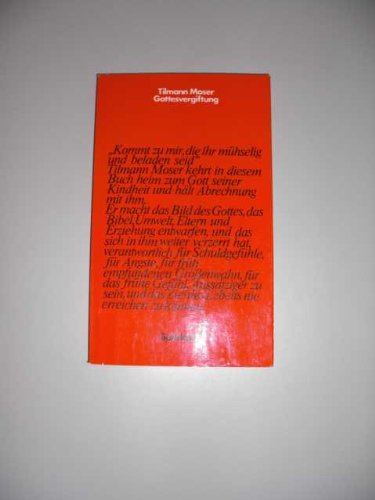 Tilmann Moser
Gottesvergiftung
„Kommt zu mir, die ihr mühselig
und beladen seid"
Tilmann Moser kehrt in diesem
Buch heim zum Gott seiner
Kindheit und hält Abrechnung
mit ihm.
Er macht das Bild des Gottes, das
Bibel, Umwelt, Eltern und
Erziehung entwarfen, und das
sich in ihm weiter verzerrt hat,
verantwortlich für Schuldgefühle,
für Ängste, für früh
empfundenen Größenwahn, für
das frühe Gefühl, Aussätziger zu
sein, und das
erreichen